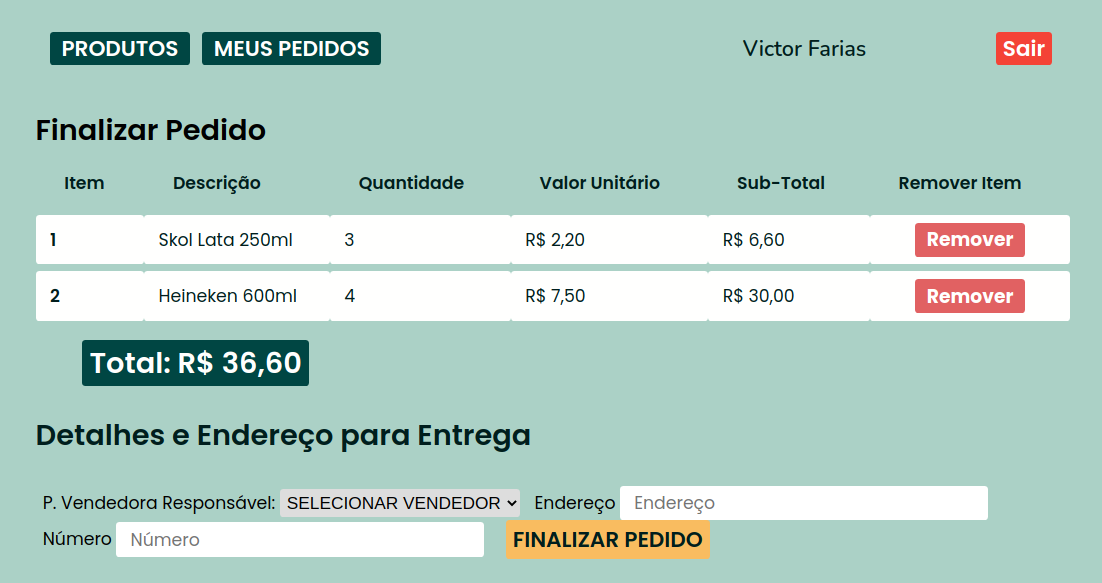 PRODUTOS MEUS PEDIDOS Victor Farias Sair
Finalizar Pedido
Item Descrição Quantidade Valor Unitário Sub-Total Remover Item
1 Skol Lata 250ml 3 R$ 2,20 R$ 6,60 Remover
2 Heineken 600ml 4 R$ 7,50 R$ 30,00 Remover
Total: R$ 36,60
Detalhes e Endereço para Entrega
P. Vendedora Responsável: SELECIONAR VENDEDOR Endereço Endereço
Número Número FINALIZAR PEDIDO